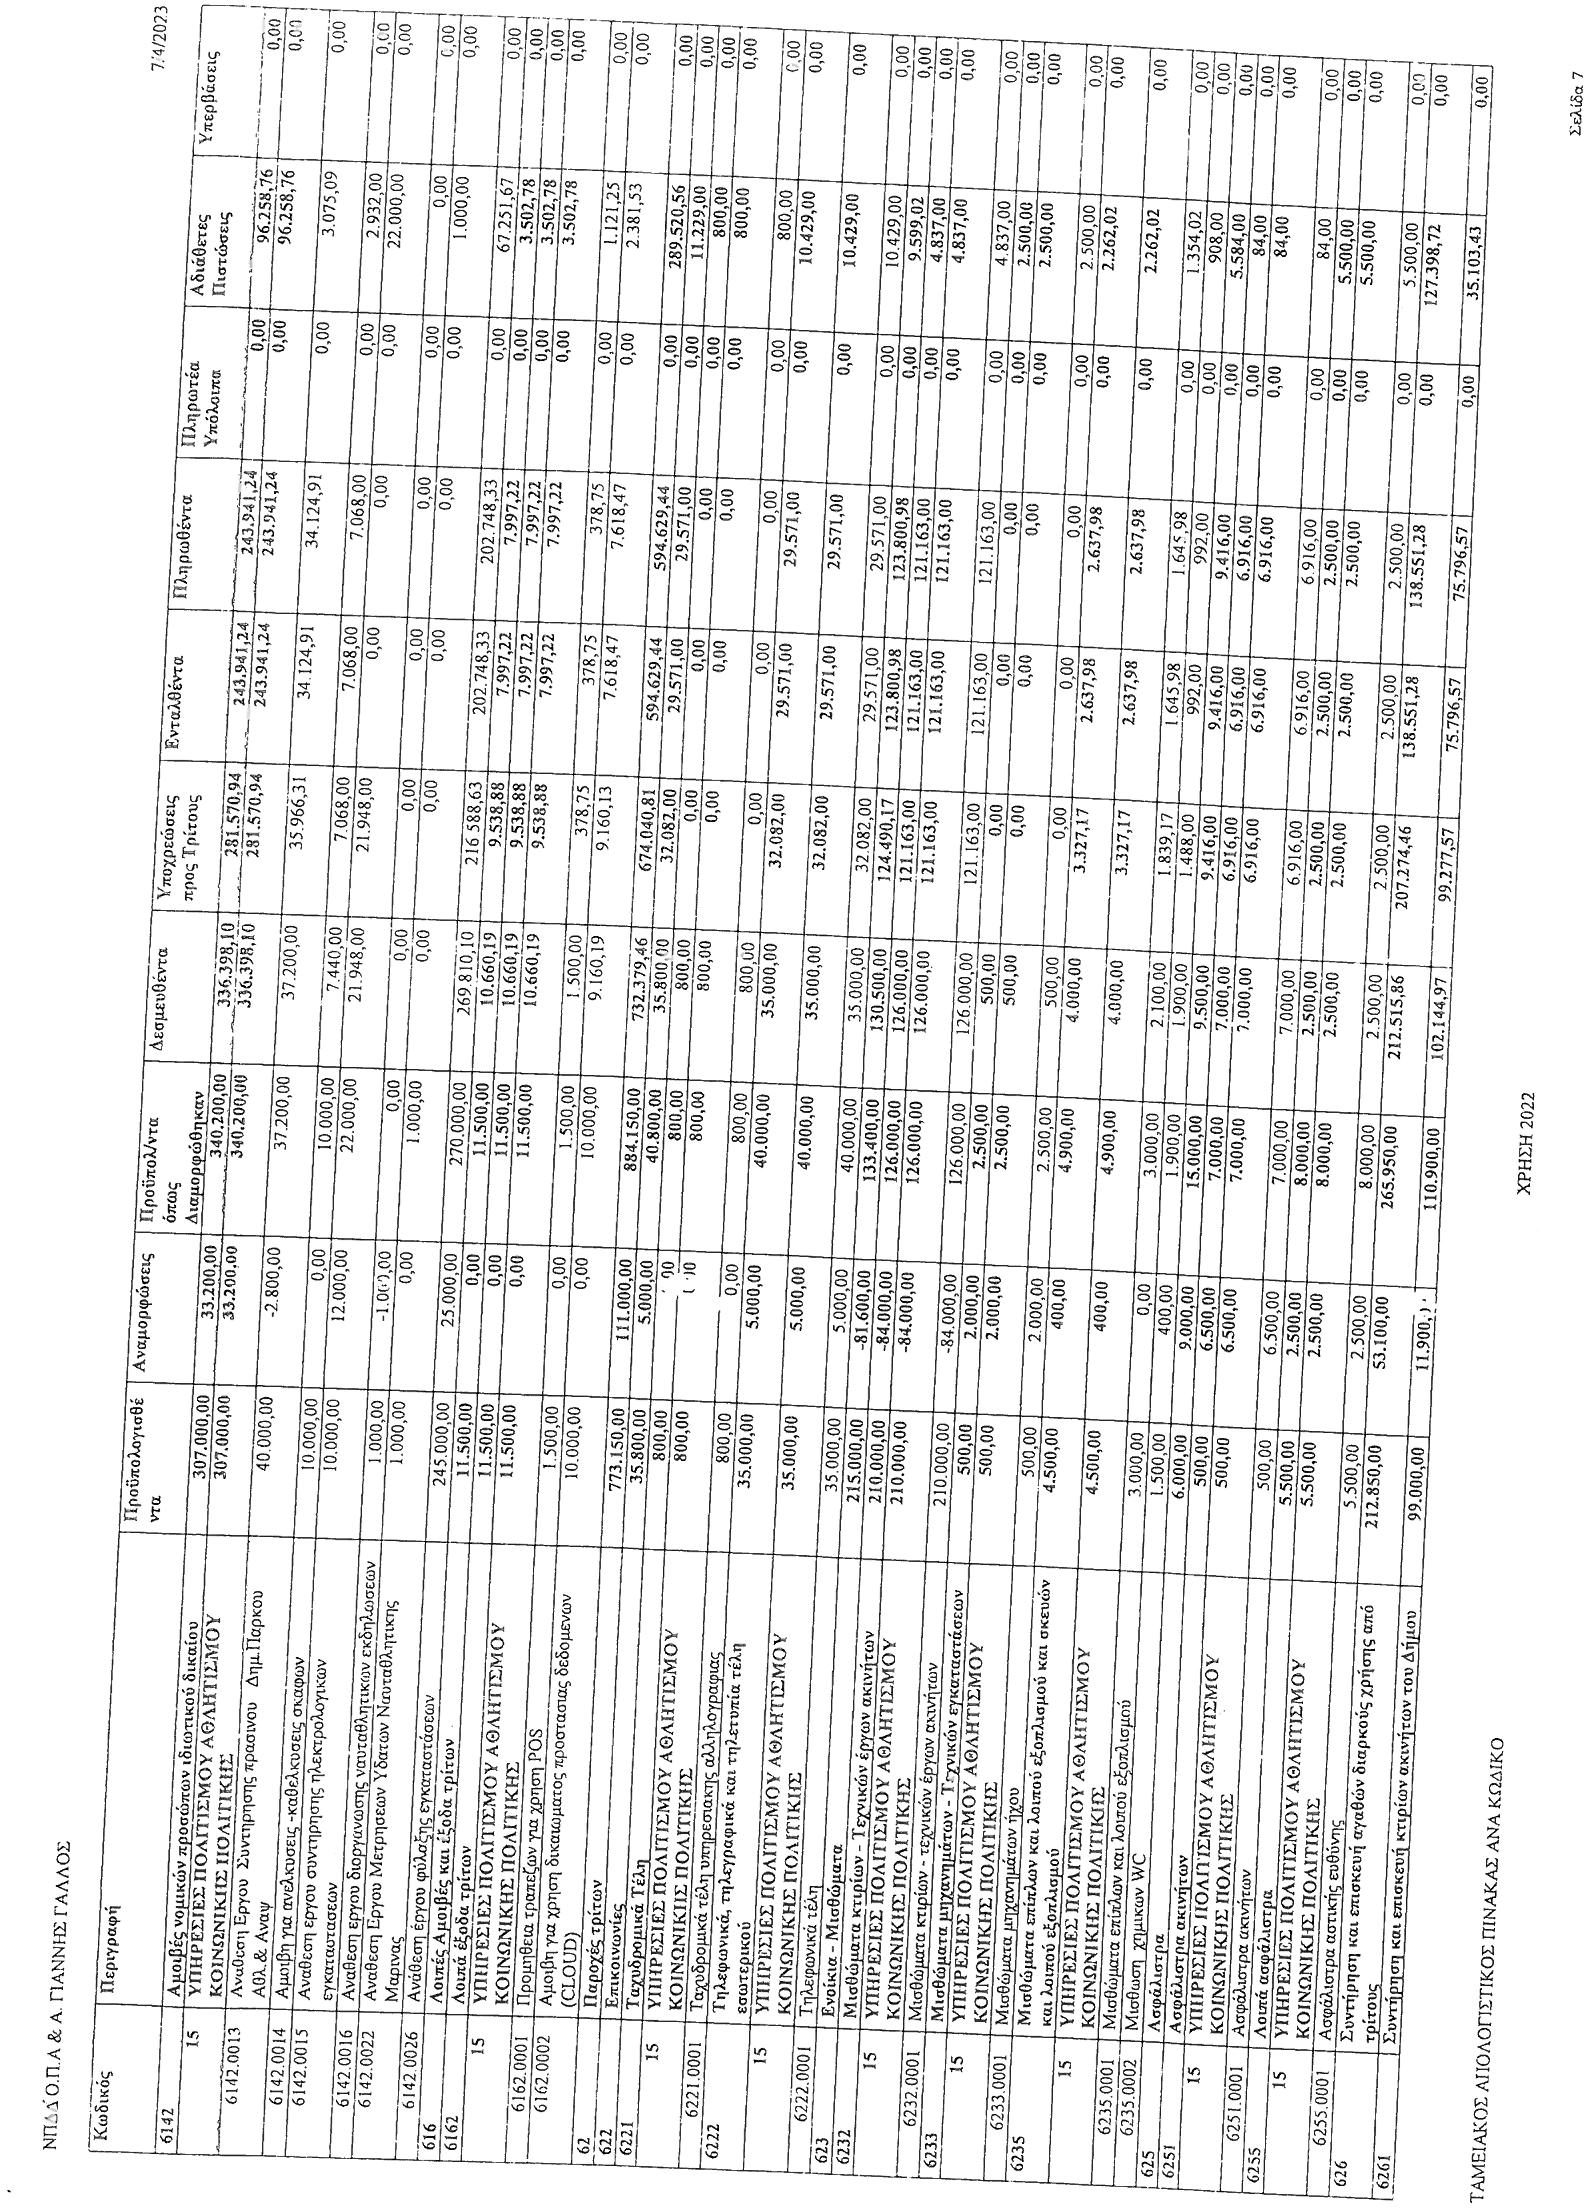 ΝΠΔΔ Ο.Π.Α & Α. ΓΙΑΝΝΗΣ ΓΑΛΛΟΣ 7/4/2023
Κωδικός Περιγραφή Προϋπολογισθέ Αναμορφώσεις Προϋπολ/ντα Δεσμευθέντα Υποχρεώσεις Ενταλθέντα Πληρωθέντα Πληρωτέα Αδιάθετες Υπερβάσεις
ντα όπως προς Τρίτους Υπόλοιπα Πιστώσεις
Διαμορφώθηκαν
6142 Αμοιβές νομικών προσώπων ιδιωτικού δικαίου 307.000,00 33.200,00 340.200,00 336.398,10 281.570,94 243.941,24 243.941,24 0,00 96.258,76 0,00
15 ΥΠΗΡΕΣΙΕΣ ΠΟΛΙΤΙΣΜΟΥ ΑΘΛΗΤΙΣΜΟΥ 307.000,00 33.200,00 340.200,00 336.398,10 281.570,94 243.941,24 243.941,24 0,00 96.258,76 0,00
ΚΟΙΝΩΝΙΚΗΣ ΠΟΛΙΤΙΚΗΣ
6142.0013 Αναθεση Εργου Συντηρησης πρασινου Δημ.Παρκου 40.000,00 -2.800,00 37.200,00 37.200,00 35.966,31 34.124,91 34.124,91 0,00 3.075,09 0,00
Αθλ & Αναψ
6142.0014 Αμοιβη για ανελκυσεις -καθελκυσεις σκαφων 10.000,00 0,00 10.000,00 7.440,00 7.068,00 7.068,00 7.068,00 0,00 2.932,00 0,00
6142.0015 Αναθεση εργου συντηρησης ηλεκτρολογικων 10.000,00 12.000,00 22.000,00 21.948,00 21.948,00 0,00 0,00 0,00 22.000,00 0,00
εγκαταστασεων
6142.0016 Αναθεση εργου διοργανωσης ναυταθλητικων εκδηλωσεων 1.000,00 -1.000,00 0,00 0,00 0,00 0,00 0,00 0,00 0,00 0,00
6142.0022 Αναθεση Εργου Μετρησεων Υδατων Ναυταθλητικης 1.000,00 0,00 1.000,00 0,00 0,00 0,00 0,00 0,00 1.000,00 0,00
Μαρινας
6142.0026 Ανάθεση έργου φύλαξης εγκαταστάσεων 245.000,00 25.000,00 270.000,00 269.810,10 216.588,63 202.748,33 202.748,33 0,00 67.251,67 0,00
616 Λοιπές Αμοιβές και έξοδα τρίτων 11.500,00 0,00 11.500,00 10.660,19 9.538,88 7.997,22 7.997,22 0,00 3.502,78 0,00
6162 Λοιπά έξοδα τρίτων 11.500,00 0,00 11.500,00 10.660,19 9.538,88 7.997,22 7.997,22 0,00 3.502,78 0,00
15 ΥΠΗΡΕΣΙΕΣ ΠΟΛΙΤΙΣΜΟΥ ΑΘΛΗΤΙΣΜΟΥ 11.500,00 0,00 11.500,00 10.660,19 9.538,88 7.997,22 7.997,22 0,00 3.502,78 0,00
ΚΟΙΝΩΝΙΚΗΣ ΠΟΛΙΤΙΚΗΣ
6162.0001 Προμηθεια τραπεζων για χρηση POS 1.500,00 0,00 1.500,00 1.500,00 378,75 378,75 378,75 0,00 1.121,25 0,00
6162.0002 Αμοιβη για χρηση δικαιωματος προστασιας δεδομενων 10.000,00 0,00 10.000,00 9.160,19 9.160,13 7.618,47 7.618,47 0,00 2.381,53 0,00
(CLOUD)
62 Παροχές τρίτων 773.150,00 111.000,00 884.150,00 732.379,46 674.040,81 594.629,44 594.629,44 0,00 289.520,56 0,00
622 Επικοινωνίες 35.800,00 5.000,00 40.800,00 35.800,00 32.082,00 29.571,00 29.571,00 0,00 11.229,00 0,00
6221 Ταχυδρομικά Τέλη 800,00 800,00 800,00 0,00 0,00 0,00 0,00 800,00 0,00
15 ΥΠΗΡΕΣΙΕΣ ΠΟΛΙΤΙΣΜΟΥ ΑΘΛΗΤΙΣΜΟΥ 800,00 800,00 800,00 0,00 0,00 0,00 0,00 800,00 0,00
ΚΟΙΝΩΝΙΚΗΣ ΠΟΛΙΤΙΚΗΣ
6221.0001 Ταχυδρομικά τέλη υπηρεσιακης αλληλογραφιας 800,00 0,00 800,00 800,00 0,00 0,00 0,00 0,00 800,00 0,00
6222 Τηλεφωνικά, τηλεγραφικά και τηλετυπία τέλη 35.000,00 5.000,00 40.000,00 35.000,00 32.082,00 29.571,00 29.571,00 0,00 10.429,00 0,00
εσωτερικού
15 ΥΠΗΡΕΣΙΕΣ ΠΟΛΙΤΙΣΜΟΥ ΑΘΛΗΤΙΣΜΟΥ 35.000,00 5.000,00 40.000,00 35.000,00 32.082,00 29.571,00 29.571,00 0,00 10.429,00 0,00
ΚΟΙΝΩΝΙΚΗΣ ΠΟΛΙΤΙΚΗΣ
6222.0001 Τηλεφωνικά τέλη 35.000,00 5.000,00 40.000,00 35.000,00 32.082,00 29.571,00 29.571,00 0,00 10.429,00 0,00
623 Ενοίκια - Μισθώματα 215.000,00 -81.600,00 133.400,00 130.500,00 124.490,17 123.800,98 123.800,98 0,00 9.599,02 0,00
6232 Μισθώματα κτιρίων - Τεχνικών έργων ακινήτων 210.000,00 -84.000,00 126.000,00 126.000,00 121.163,00 121.163,00 121.163,00 0,00 4.837,00 0,00
15 ΥΠΗΡΕΣΙΕΣ ΠΟΛΙΤΙΣΜΟΥ ΑΘΛΗΤΙΣΜΟΥ 210.000,00 -84.000,00 126.000,00 126.000,00 121.163,00 121.163,00 121.163,00 0,00 4.837,00 0,00
ΚΟΙΝΩΝΙΚΗΣ ΠΟΛΙΤΙΚΗΣ
6232.0001 Μισθώματα κτιρίων - τεχνικών έργων ακινήτων 210.000,00 -84.000,00 126.000,00 126.000,00 121.163,00 121.163,00 121.163,00 0,00 4.837,00 0,00
6233 Μισθώματα μηχανημάτων - Τεχνικών εγκαταστάσεων 500,00 2.000,00 2.500,00 500,00 0,00 0,00 0,00 0,00 2.500,00 0,00
15 ΥΠΗΡΕΣΙΕΣ ΠΟΛΙΤΙΣΜΟΥ ΑΘΛΗΤΙΣΜΟΥ 500,00 2.000,00 2.500,00 500,00 0,00 0,00 0,00 0,00 2.500,00 0,00
ΚΟΙΝΩΝΙΚΗΣ ΠΟΛΙΤΙΚΗΣ
6233.0001 Μισθώματα μηχανημάτων ήχου 500,00 2.000,00 2.500,00 500,00 0,00 0,00 0,00 0,00 2.500,00 0,00
6235 Μισθώματα επίπλων και λοιπού εξοπλισμού και σκευών 4.500,00 400,00 4.900,00 4.000,00 3.327,17 2.637,98 2.637,98 0,00 2.262,02 0,00
και λοιπού εξοπλισμού
15 ΥΠΗΡΕΣΙΕΣ ΠΟΛΙΤΙΣΜΟΥ ΑΘΛΗΤΙΣΜΟΥ 4.500,00 400,00 4.900,00 4.000,00 3.327,17 2.637,98 2.637,98 0,00 2.262,02 0,00
ΚΟΙΝΩΝΙΚΗΣ ΠΟΛΙΤΙΚΗΣ
6235.0001 Μισθώματα επίπλων και λοιπού εξοπλισμού 3.000,00 0,00 3.000,00 2.100,00 1.839,17 1.645,98 1.645,98 0,00 1.354,02 0,00
6235.0002 Μισθωση χημικων WC 1.500,00 400,00 1.900,00 1.900,00 1.488,00 992,00 992,00 0,00 908,00 0,00
625 Ασφάλιστρα 6.000,00 9.000,00 15.000,00 9.500,00 9.416,00 9.416,00 9.416,00 0,00 5.584,00 0,00
6251 Ασφάλιστρα ακινήτων 500,00 6.500,00 7.000,00 7.000,00 6.916,00 6.916,00 6.916,00 0,00 84,00 0,00
15 ΥΠΗΡΕΣΙΕΣ ΠΟΛΙΤΙΣΜΟΥ ΑΘΛΗΤΙΣΜΟΥ 500,00 6.500,00 7.000,00 7.000,00 6.916,00 6.916,00 6.916,00 0,00 84,00 0,00
ΚΟΙΝΩΝΙΚΗΣ ΠΟΛΙΤΙΚΗΣ
6251.0001 Ασφάλιστρα ακινήτων 500,00 6.500,00 7.000,00 7.000,00 6.916,00 6.916,00 6.916,00 0,00 84,00 0,00
6255 Λοιπά ασφάλιστρα 5.500,00 2.500,00 8.000,00 2.500,00 2.500,00 2.500,00 2.500,00 0,00 5.500,00 0,00
15 ΥΠΗΡΕΣΙΕΣ ΠΟΛΙΤΙΣΜΟΥ ΑΘΛΗΤΙΣΜΟΥ 5.500,00 2.500,00 8.000,00 2.500,00 2.500,00 2.500,00 2.500,00 0,00 5.500,00 0,00
ΚΟΙΝΩΝΙΚΗΣ ΠΟΛΙΤΙΚΗΣ
6255.0001 Ασφάλιστρα αστικής ευθύνης 5.500,00 2.500,00 8.000,00 2.500,00 2.500,00 2.500,00 2.500,00 0,00 5.500,00 0,00
626 Συντήρηση και επισκευή αγαθών διαρκούς χρήσης από 212.850,00 53.100,00 265.950,00 212.515,86 207.274,46 138.551,28 138.551,28 0,00 127.398,72 0,00
τρίτους
6261 Συντήρηση και επισκευή κτιρίων ακινήτων του Δήμου 99.000,00 110.900,00 102.144,97 99.277,57 75.796,57 75.796,57 0,00 35.103,43 0,00
ΤΑΜΕΙΑΚΟΣ ΑΠΟΛΟΓΙΣΤΙΚΟΣ ΠΙΝΑΚΑΣ ΑΝΑ ΚΩΔΙΚΟ ΧΡΗΣΗ 2022 Σελίδα 7